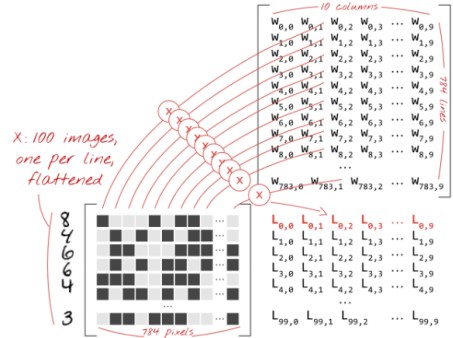 10 columns
W0,0 W0,1 W0,2 W0,3 ... W0,9
W1,0 W1,1 W1,2 W1,3 ... W1,9
W2,0 W2,1 W2,2 W2,3 ... W2,9
W3,0 W3,1 W3,2 W3,3 ... W3,9
W4,0 W4,1 W4,2 W4,3 ... W4,9
W5,0 W5,1 W5,2 W5,3 ... W5,9
W6,0 W6,1 W6,2 W6,3 ... W6,9
W7,0 W7,1 W7,2 W7,3 ... W7,9
W8,0 W8,1 W8,2 W8,3 ... W8,9
...
W783,0 W783,1 W783,2 ... W783,9
784 lines
x x x x x x x x x
X: 100 images,
one per line,
flattened
8 ... L0,0 L0,1 L0,2 L0,3 ... L0,9
4 ... L1,0 L1,1 L1,2 L1,3 ... L1,9
6 ... L2,0 L2,1 L2,2 L2,3 ... L2,9
6 ... L3,0 L3,1 L3,2 L3,3 ... L3,9
4 ... L4,0 L4,1 L4,2 L4,3 ... L4,9
... ...
3 ... L99,0 L99,1 L99,2 ... L99,9
784 pixels